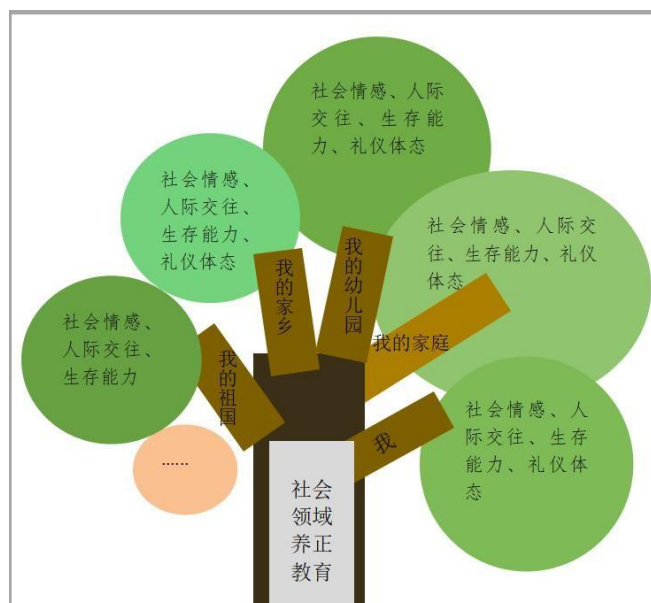 社会情感、人际
交往、生存能
力、礼仪体态
社会情感、
人际交往、
生存能力、
礼仪体态
社会情感、人际交
往、生存能力、礼仪
体态
社会情感、
人际交往、
生存能力
社会情感、人
际交往、生存
能力、礼仪体
态
我的祖国
我的家乡
我的幼儿园
我的家庭
我
……
社会
领域
养正
教育